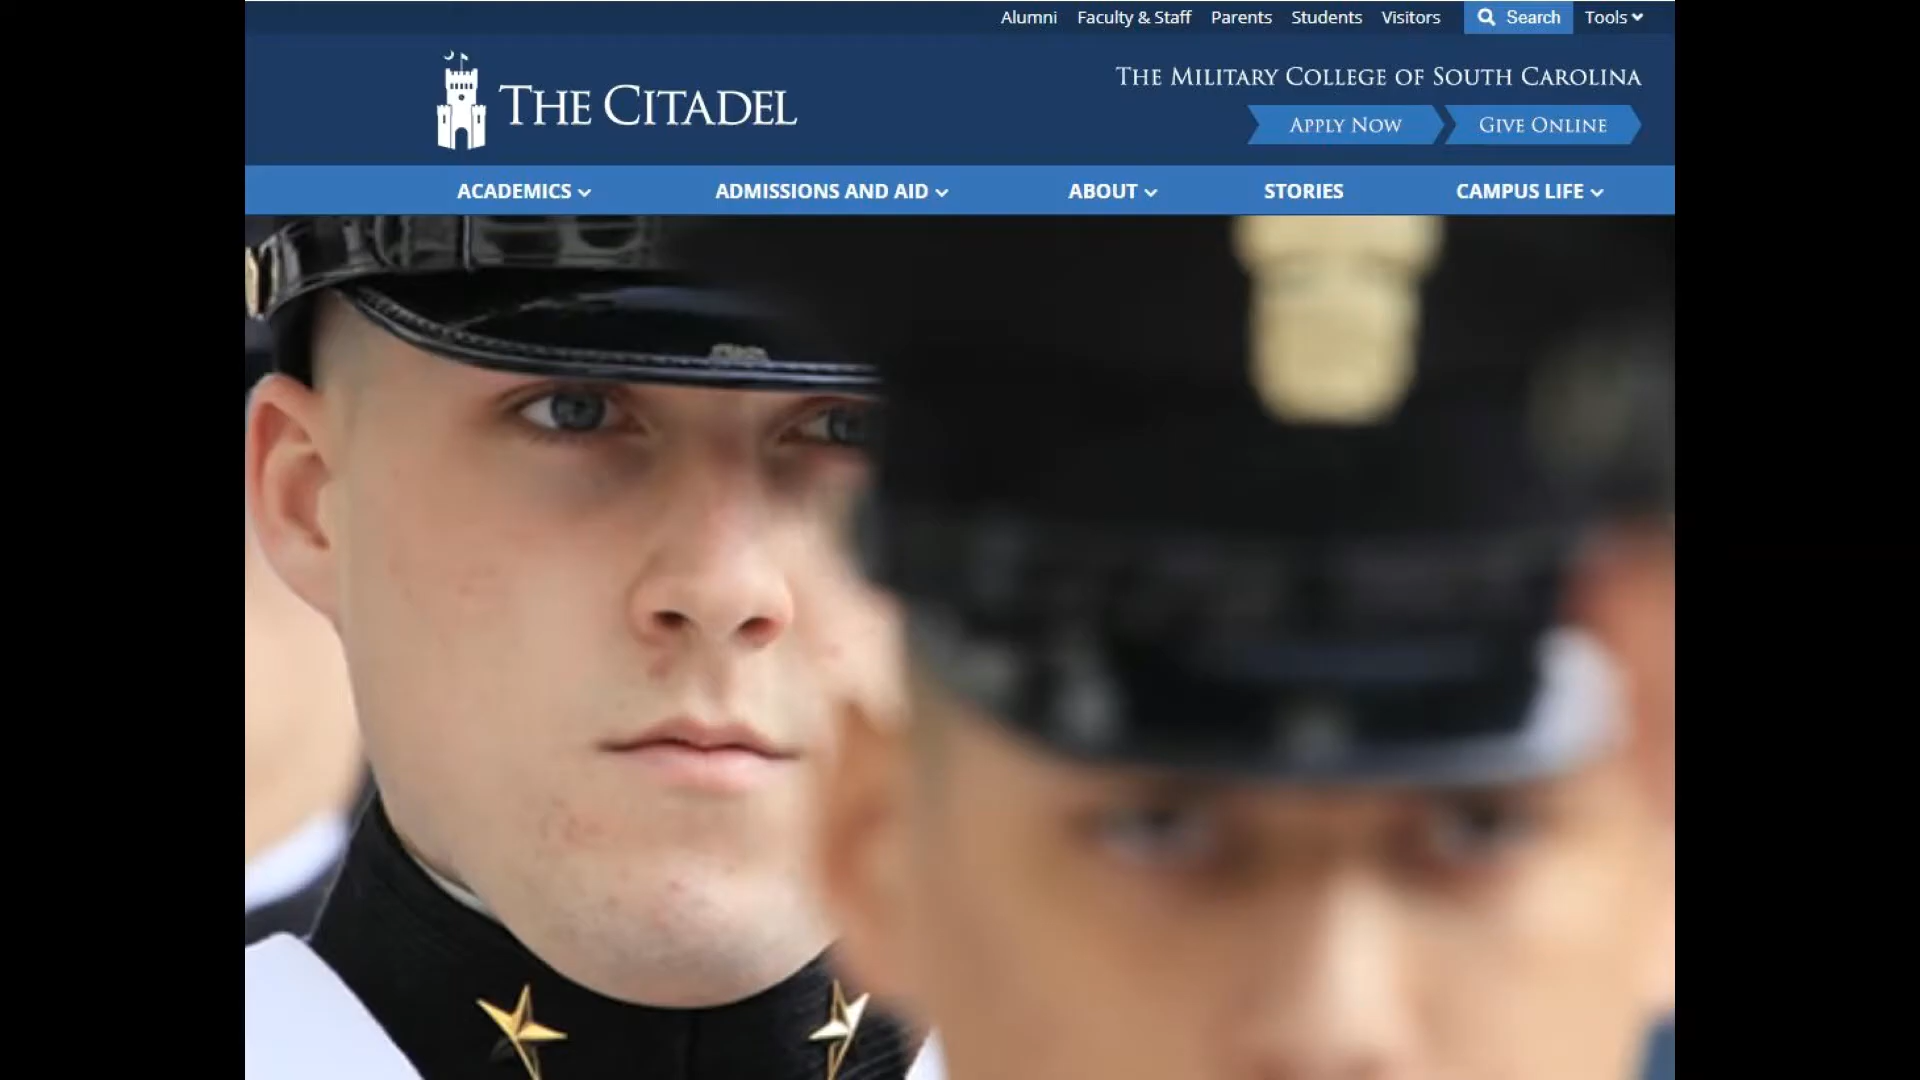 Alumni Faculty & Staff Parents Students Visitors Search Tools
THE CITADEL
THE MILITARY COLLEGE OF SOUTH CAROLINA
APPLY NOW GIVE ONLINE
ACADEMICS ADMISSIONS AND AID ABOUT STORIES CAMPUS LIFE